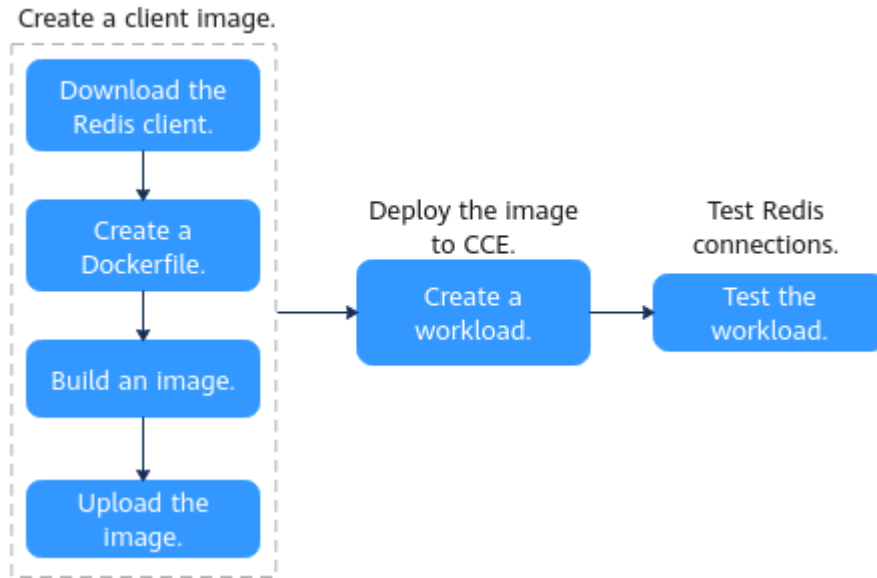 Create a client image.
Download the
Redis client.
Create a
Dockerfile.
Build an image.
Upload the
image.
Deploy the image
to CCE.
Create a
workload.
Test Redis
connections.
Test the
workload.